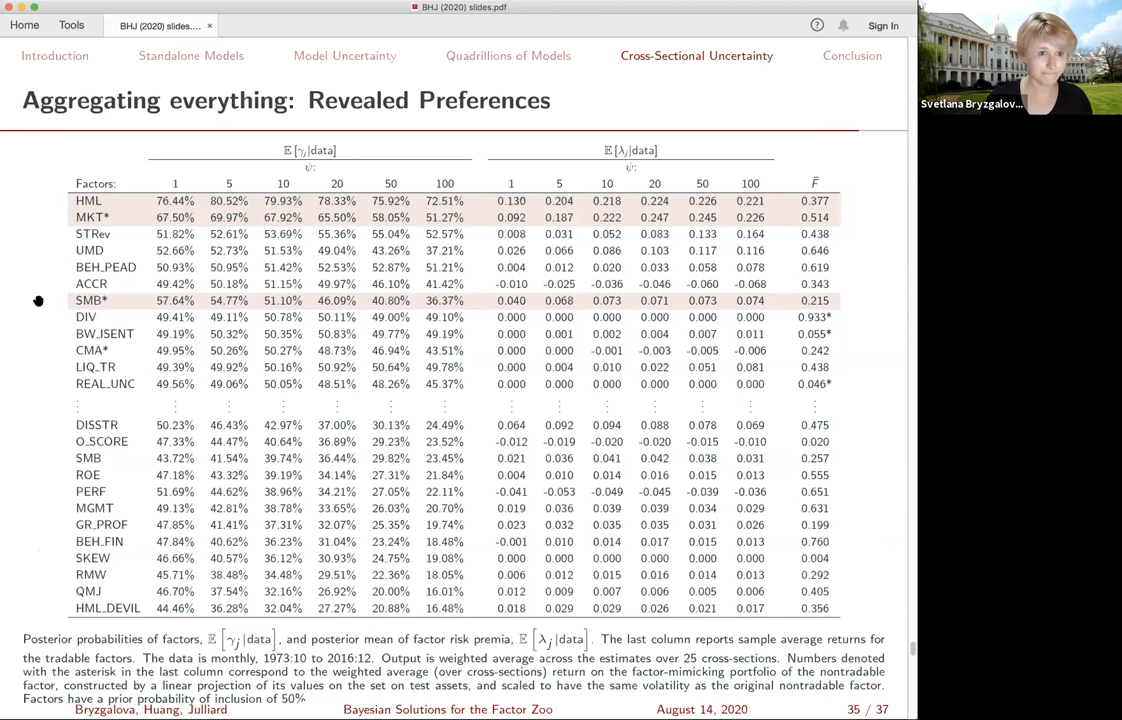 BHJ (2020) slides.pdf
Home Tools BHJ (2020) slides.... × Sign In
Introduction Standalone Models Model Uncertainty Quadrillions of Models Cross-Sectional Uncertainty Conclusion
Svetlana Bryzgalov...
Aggregating everything: Revealed Preferences
𝔼[γj|data] 𝔼[λj|data]
ψ: ψ:
Factors: 1 5 10 20 50 100 1 5 10 20 50 100 F̄
HML 76.44% 80.52% 79.93% 78.33% 75.92% 72.51% 0.130 0.204 0.218 0.224 0.226 0.221 0.377
MKT* 67.50% 69.97% 67.92% 65.50% 58.05% 51.27% 0.092 0.187 0.222 0.247 0.245 0.226 0.514
STRev 51.82% 52.61% 53.69% 55.36% 55.04% 52.57% 0.008 0.031 0.052 0.083 0.133 0.164 0.438
UMD 52.66% 52.73% 51.53% 49.04% 43.26% 37.21% 0.026 0.066 0.086 0.103 0.117 0.116 0.646
BEH_PEAD 50.93% 50.95% 51.42% 52.53% 52.87% 51.21% 0.004 0.012 0.020 0.033 0.058 0.078 0.619
ACCR 49.42% 50.18% 51.15% 49.97% 46.10% 41.42% -0.010 -0.025 -0.036 -0.046 -0.060 -0.068 0.343
SMB* 57.64% 54.77% 51.10% 46.09% 40.80% 36.37% 0.040 0.068 0.073 0.071 0.073 0.074 0.215
DIV 49.41% 49.11% 50.78% 50.11% 49.00% 49.10% 0.000 0.000 0.000 0.000 0.000 0.000 0.933*
BW_ISENT 49.19% 50.32% 50.35% 50.83% 49.77% 49.19% 0.000 0.001 0.002 0.004 0.007 0.011 0.055*
CMA* 49.95% 50.26% 50.27% 48.73% 46.94% 43.51% 0.000 0.000 -0.001 -0.003 -0.005 -0.006 0.242
LIQ_TR 49.39% 49.92% 50.16% 50.92% 50.64% 49.78% 0.000 0.004 0.010 0.022 0.051 0.081 0.438
REAL_UNC 49.56% 49.06% 50.05% 48.51% 48.26% 45.37% 0.000 0.000 0.000 0.000 0.000 0.000 0.046*
⋮ ⋮ ⋮ ⋮ ⋮ ⋮ ⋮ ⋮ ⋮ ⋮ ⋮ ⋮ ⋮ ⋮
DISSTR 50.23% 46.43% 42.97% 37.00% 30.13% 24.49% 0.064 0.092 0.094 0.088 0.078 0.069 0.475
O_SCORE 47.33% 44.47% 40.64% 36.89% 29.23% 23.52% -0.012 -0.019 -0.020 -0.020 -0.015 -0.010 0.020
SMB 43.72% 41.54% 39.74% 36.44% 29.82% 23.45% 0.021 0.036 0.041 0.042 0.038 0.031 0.257
ROE 47.18% 43.32% 39.19% 34.14% 27.31% 21.84% 0.004 0.010 0.014 0.016 0.015 0.013 0.555
PERF 51.69% 44.62% 38.96% 34.21% 27.05% 22.11% -0.041 -0.053 -0.049 -0.045 -0.039 -0.036 0.651
MGMT 49.13% 42.81% 38.78% 33.65% 26.03% 20.70% 0.019 0.036 0.039 0.039 0.034 0.029 0.631
GR_PROF 47.85% 41.41% 37.31% 32.07% 25.35% 19.74% 0.023 0.032 0.035 0.035 0.031 0.026 0.199
BEH_FIN 47.84% 40.62% 36.23% 31.04% 23.24% 18.48% -0.001 0.010 0.014 0.017 0.015 0.013 0.760
SKEW 46.66% 40.57% 36.12% 30.93% 24.75% 19.08% 0.000 0.000 0.000 0.000 0.000 0.000 0.004
RMW 45.71% 38.48% 34.48% 29.51% 22.36% 18.05% 0.006 0.012 0.015 0.016 0.014 0.013 0.292
QMJ 46.70% 37.54% 32.16% 26.92% 20.00% 16.01% 0.012 0.009 0.007 0.006 0.005 0.006 0.405
HML_DEVIL 44.46% 36.28% 32.04% 27.27% 20.88% 16.48% 0.018 0.029 0.029 0.026 0.021 0.017 0.356
Posterior probabilities of factors, 𝔼[γj|data], and posterior mean of factor risk premia, 𝔼[λj|data]. The last column reports sample average returns for
the tradable factors. The data is monthly, 1973:10 to 2016:12. Output is weighted average across the estimates over 25 cross-sections. Numbers denoted
with the asterisk in the last column correspond to the weighted average (over cross-sections) return on the factor-mimicking portfolio of the nontradable
factor, constructed by a linear projection of its values on the set on test assets, and scaled to have the same volatility as the original nontradable factor.
Factors have a prior probability of inclusion of 50%
Bryzgalova, Huang, Julliard Bayesian Solutions for the Factor Zoo August 14, 2020 35 / 37